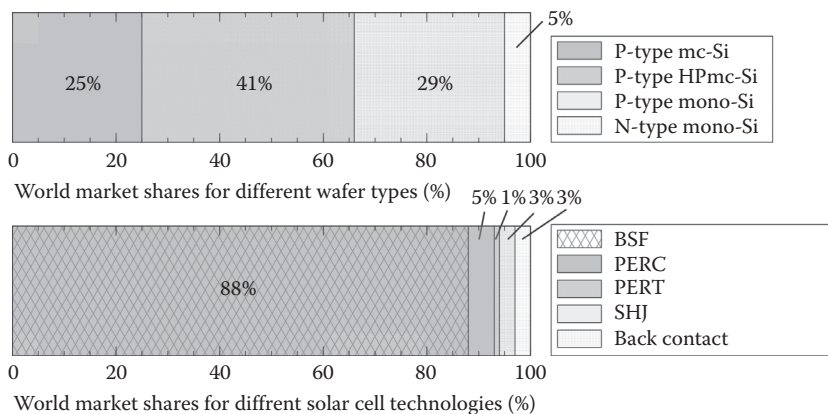 5%
25% 41% 29%
P-type mc-Si
P-type HPmc-Si
P-type mono-Si
N-type mono-Si
0 20 40 60 80 100
World market shares for different wafer types (%)
5% 1% 3% 3%
88%
BSF
PERC
PERT
SHJ
Back contact
0 20 40 60 80 100
World market shares for diffrent solar cell technologies (%)